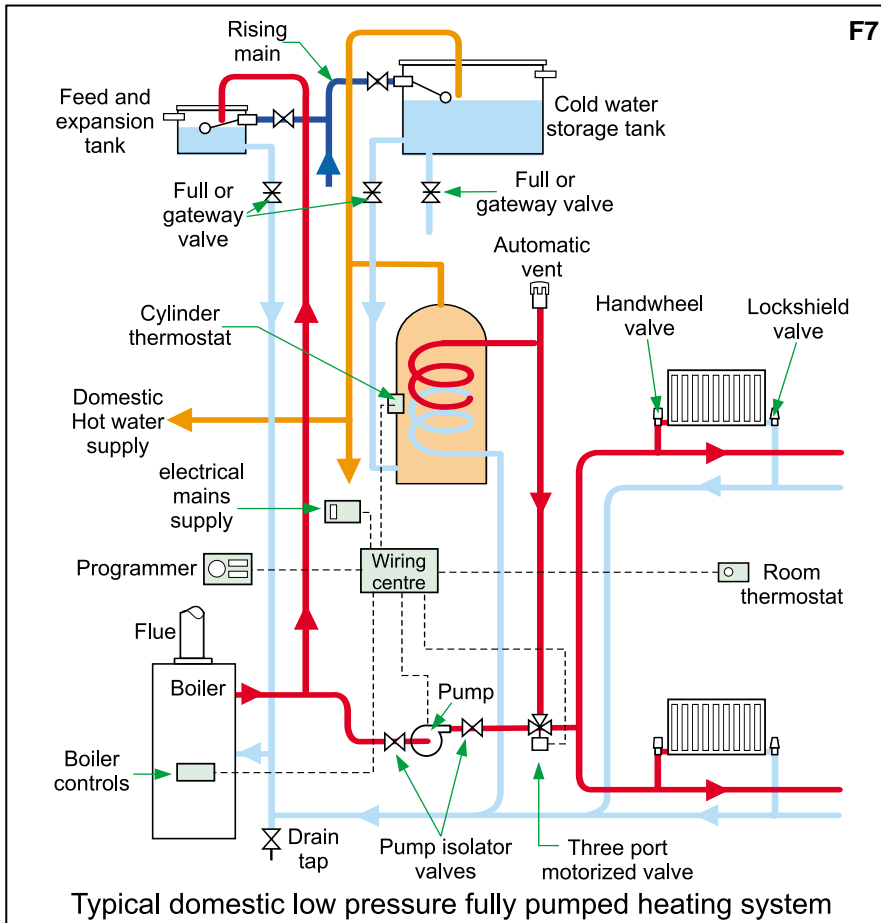 F7
Rising
main
Feed and
expansion
tank
Cold water
storage tank
Full or
gateway
valve
Full or
gateway valve
Automatic
vent
Cylinder
thermostat
Handwheel
valve
Lockshield
valve
Domestic
Hot water
supply
electrical
mains
supply
Programmer
Wiring
centre
Room
thermostat
Flue
Boiler
Pump
Boiler
controls
Drain
tap
Pump isolator
valves
Three port
motorized valve
Typical domestic low pressure fully pumped heating system